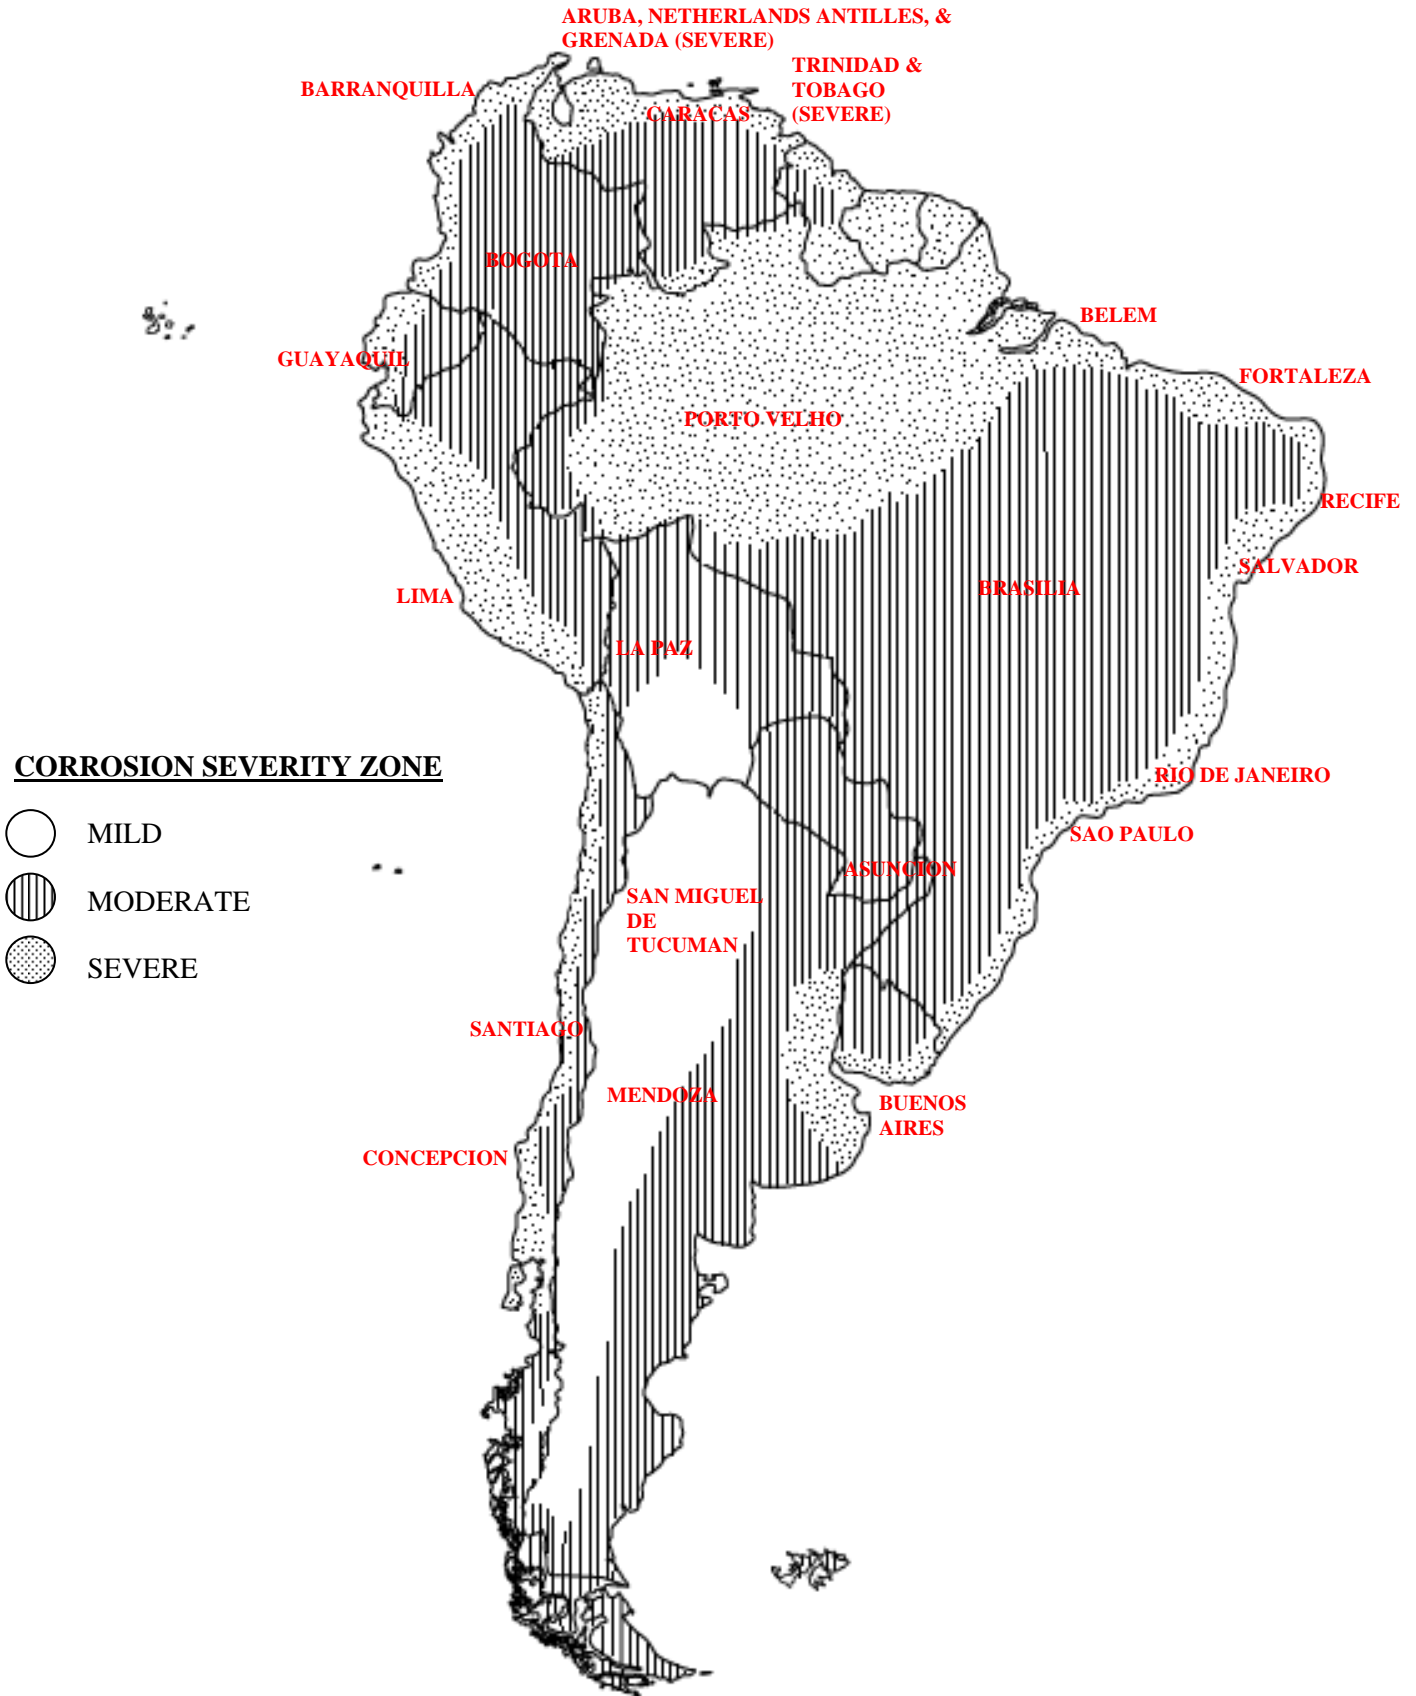 ARUBA, NETHERLANDS ANTILLES, &
GRENADA (SEVERE)
TRINIDAD &
TOBAGO
(SEVERE)
BARRANQUILLA
CARACAS
BOGOTA
BELEM
GUAYAQUIL
FORTALEZA
PORTO VELHO
RECIFE
SALVADOR
BRASILIA
LIMA
LA PAZ
CORROSION SEVERITY ZONE
MILD
MODERATE
SEVERE
RIO DE JANEIRO
SAO PAULO
ASUNCION
SAN MIGUEL
DE
TUCUMAN
SANTIAGO
MENDOZA
BUENOS
AIRES
CONCEPCION